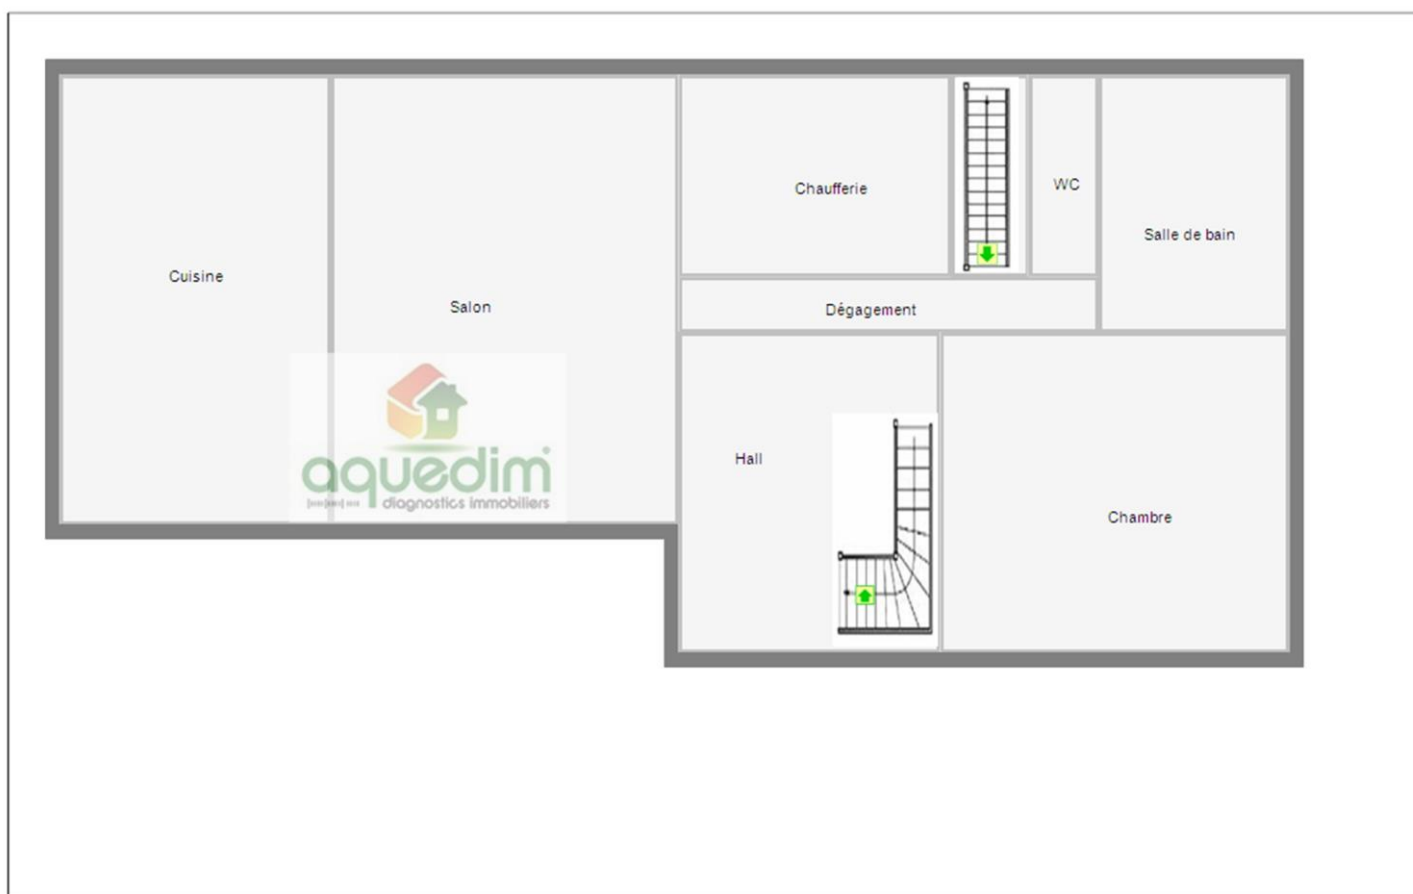 Chaufferie
WC
Salle de bain
Cuisine
Salon
Dégagement
Hall
Chambre
aquedim
diagnostics immobiliers